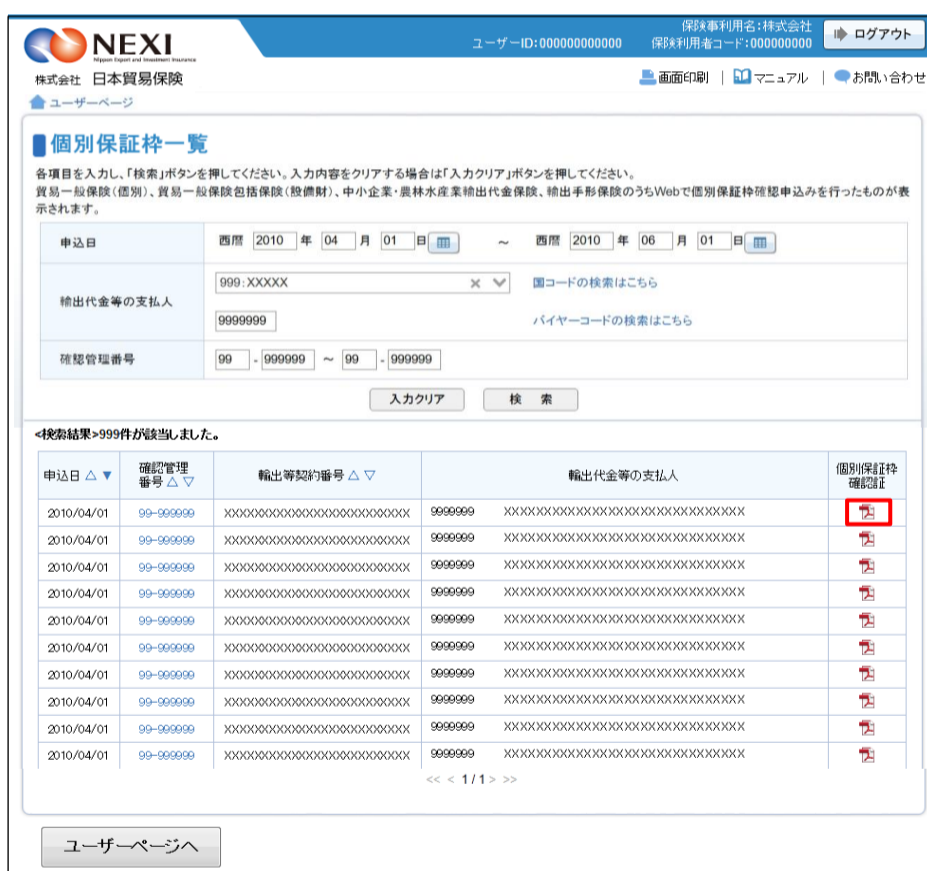 NEXI
Nippon Export and Investment Insurance
株式会社 日本貿易保険
ユーザーID:000000000000
保険事利用名:株式会社
保険利用者コード:000000000
ログアウト
画面印刷 | マニュアル | お問い合わせ
ユーザーページ
個別保証枠一覧
各項目を入力し、「検索」ボタンを押してください。入力内容をクリアする場合は「入力クリア」ボタンを押してください。
貿易一般保険(個別)、貿易一般保険包括保険(設備財)、中小企業・農林水産業輸出代金保険、輸出手形保険のうちWebで個別保証枠確認申込みを行ったものが表
示されます。
申込日 西暦 2010 年 04 月 01 日 ~ 西暦 2010 年 06 月 01 日
輸出代金等の支払人
999:XXXXX 国コードの検索はこちら
9999999 バイヤーコードの検索はこちら
確認管理番号 99 - 999999 ~ 99 - 999999
入力クリア 検 索
<検索結果>999件が該当しました。
申込日 △ ▼ 確認管理番号 △ ▽ 輸出等契約番号 △ ▽ 輸出代金等の支払人 個別保証枠確認証
2010/04/01 99-999999 XXXXXXXXXXXXXXXXXXXXXXXXX 9999999 XXXXXXXXXXXXXXXXXXXXXXXXXXXXXX
2010/04/01 99-999999 XXXXXXXXXXXXXXXXXXXXXXXXX 9999999 XXXXXXXXXXXXXXXXXXXXXXXXXXXXXX
2010/04/01 99-999999 XXXXXXXXXXXXXXXXXXXXXXXXX 9999999 XXXXXXXXXXXXXXXXXXXXXXXXXXXXXX
2010/04/01 99-999999 XXXXXXXXXXXXXXXXXXXXXXXXX 9999999 XXXXXXXXXXXXXXXXXXXXXXXXXXXXXX
2010/04/01 99-999999 XXXXXXXXXXXXXXXXXXXXXXXXX 9999999 XXXXXXXXXXXXXXXXXXXXXXXXXXXXXX
2010/04/01 99-999999 XXXXXXXXXXXXXXXXXXXXXXXXX 9999999 XXXXXXXXXXXXXXXXXXXXXXXXXXXXXX
2010/04/01 99-999999 XXXXXXXXXXXXXXXXXXXXXXXXX 9999999 XXXXXXXXXXXXXXXXXXXXXXXXXXXXXX
2010/04/01 99-999999 XXXXXXXXXXXXXXXXXXXXXXXXX 9999999 XXXXXXXXXXXXXXXXXXXXXXXXXXXXXX
2010/04/01 99-999999 XXXXXXXXXXXXXXXXXXXXXXXXX 9999999 XXXXXXXXXXXXXXXXXXXXXXXXXXXXXX
2010/04/01 99-999999 XXXXXXXXXXXXXXXXXXXXXXXXX 9999999 XXXXXXXXXXXXXXXXXXXXXXXXXXXXXX
<< < 1/1 > >>
ユーザーページへ